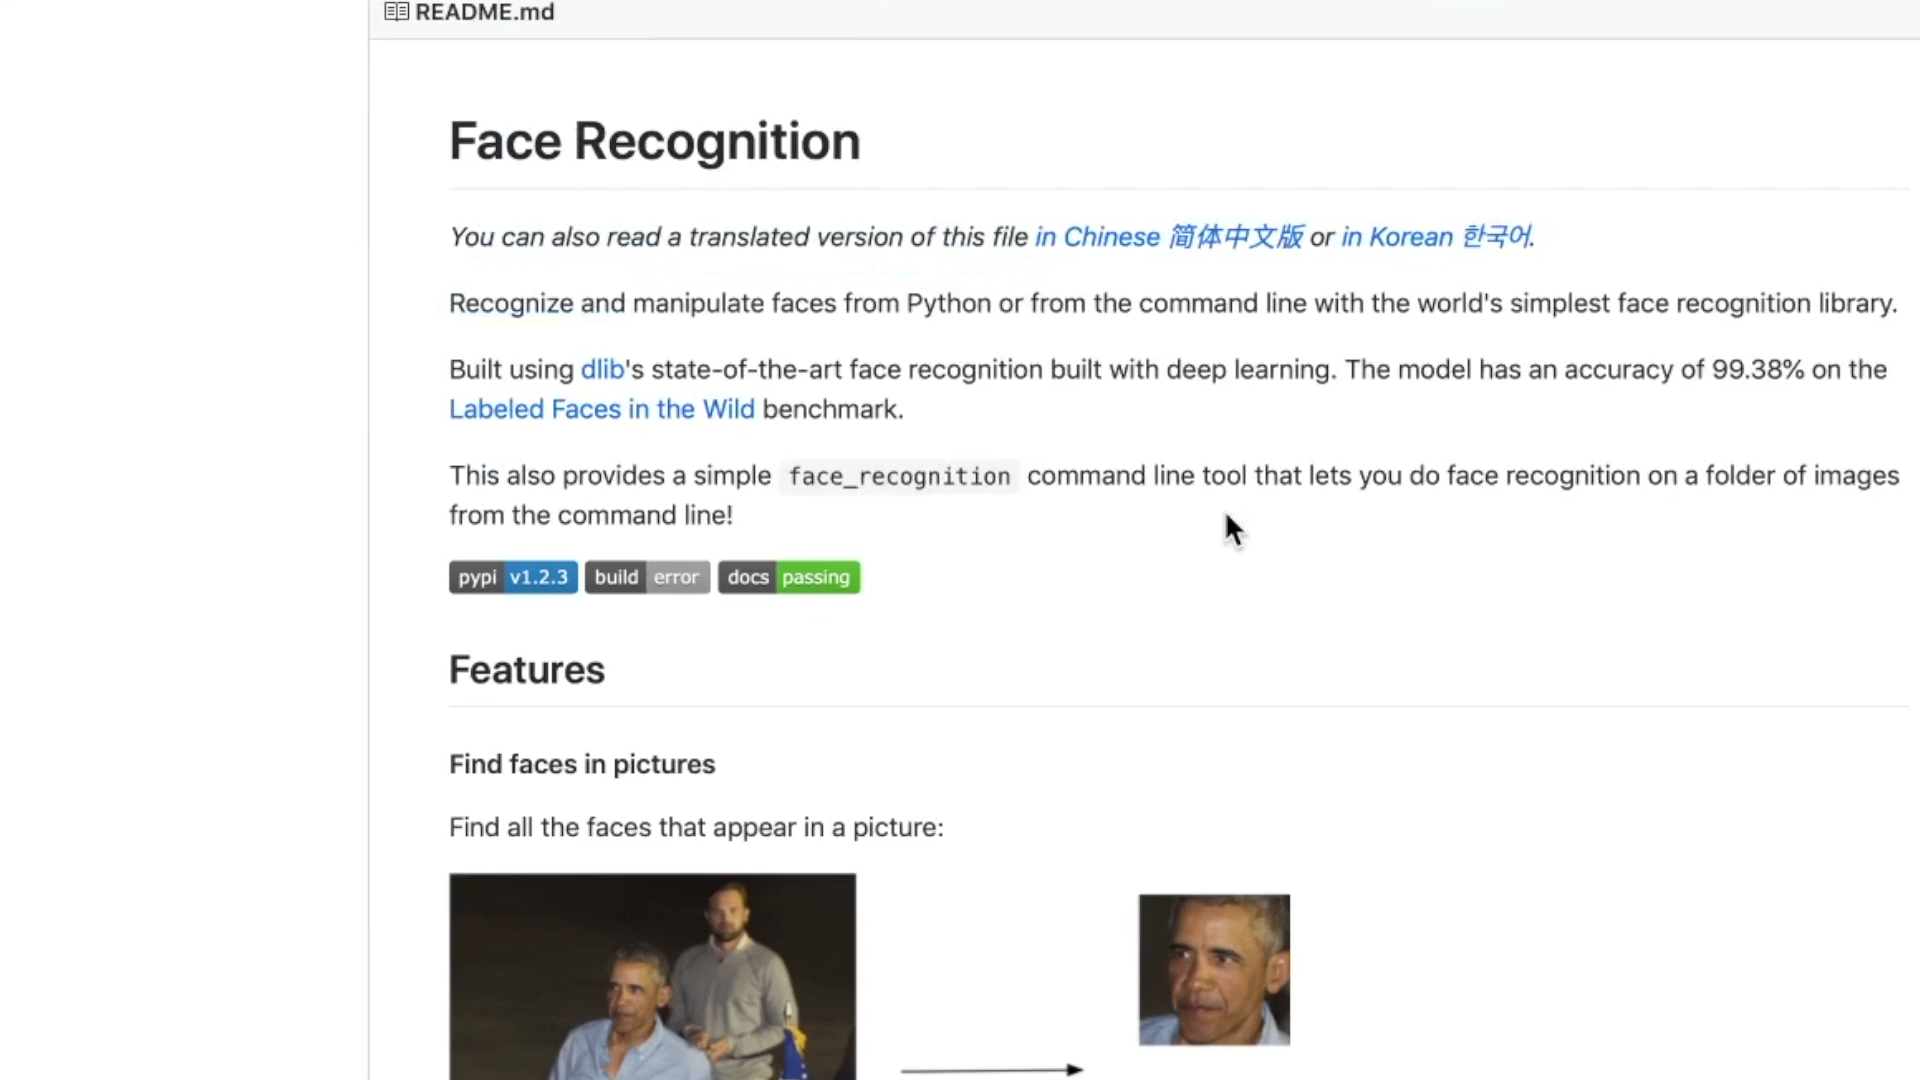 README.md
Face Recognition
You can also read a translated version of this file in Chinese 简体中文版 or in Korean 한국어.
Recognize and manipulate faces from Python or from the command line with the world's simplest face recognition library.
Built using dlib's state-of-the-art face recognition built with deep learning. The model has an accuracy of 99.38% on the
Labeled Faces in the Wild benchmark.
This also provides a simple face_recognition command line tool that lets you do face recognition on a folder of images
from the command line!
pypi v1.2.3 build error docs passing
Features
Find faces in pictures
Find all the faces that appear in a picture: